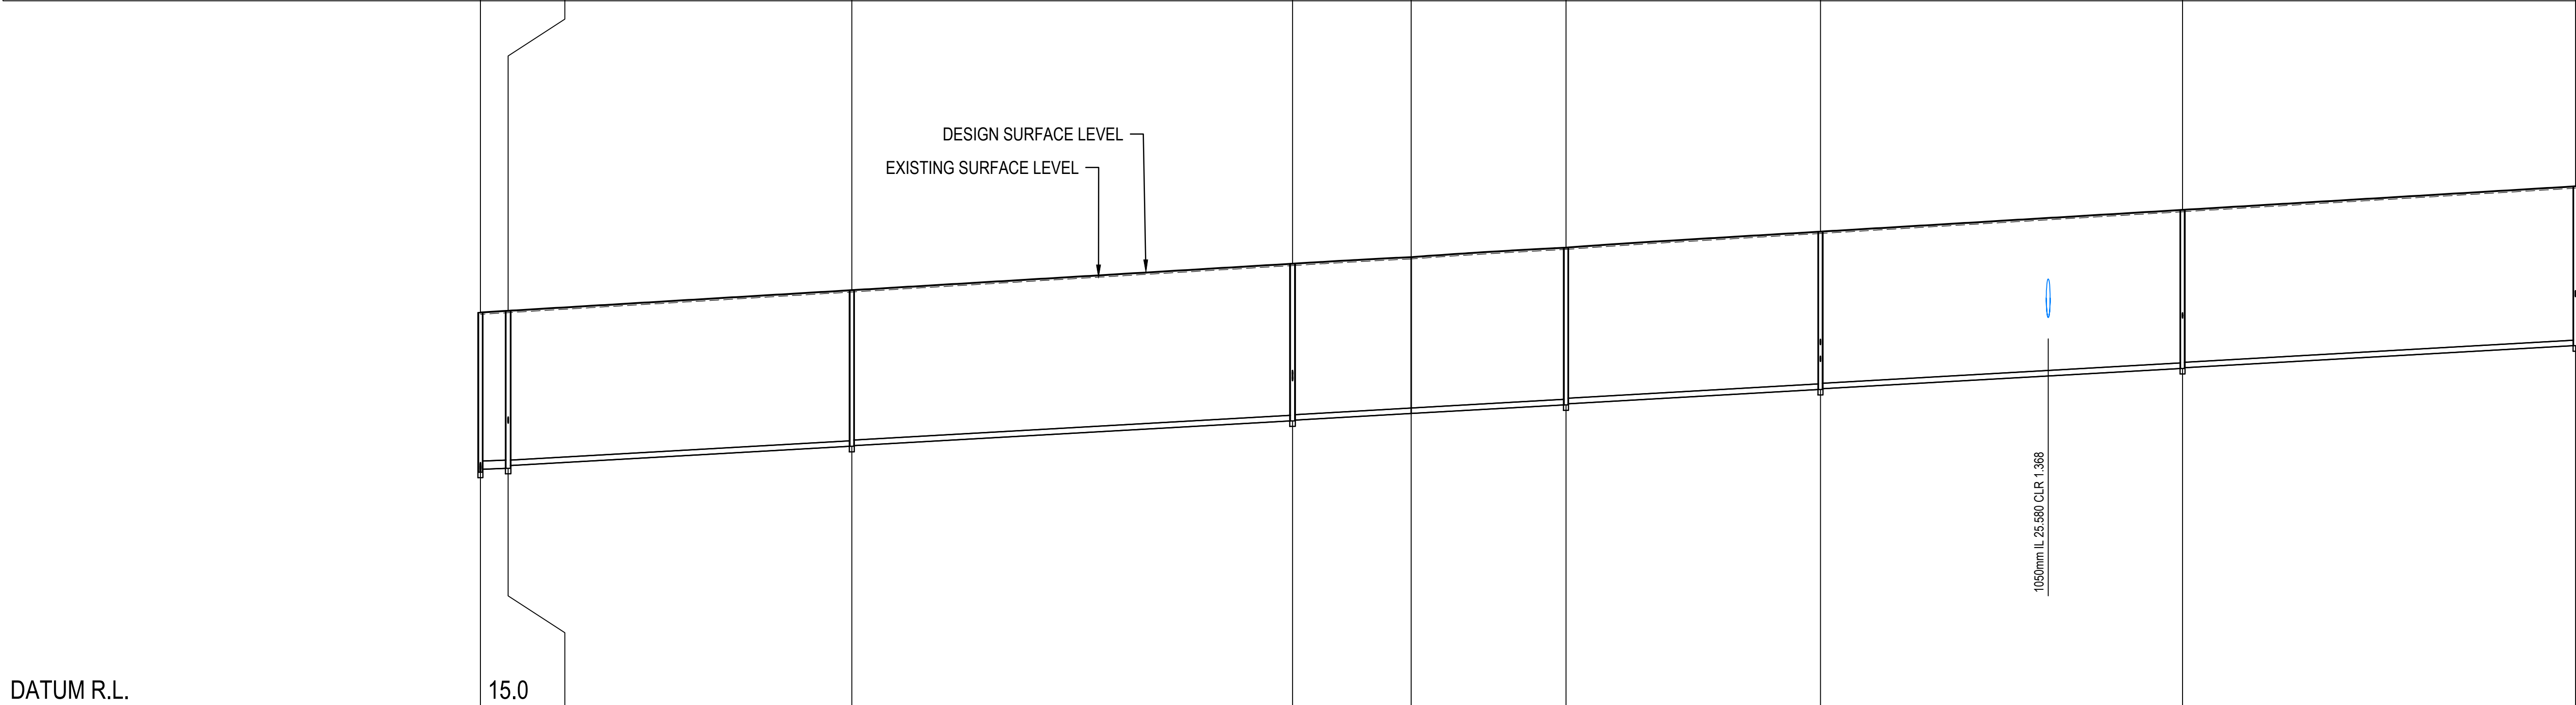 DESIGN SURFACE LEVEL
EXISTING SURFACE LEVEL
1050mm IL 25.580 CLR 1.368
DATUM R.L. 15.0